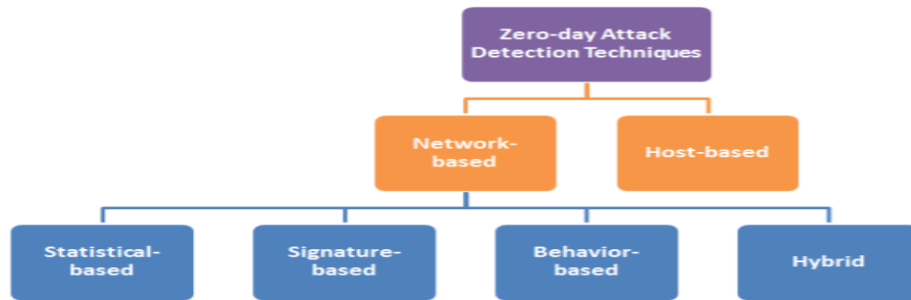 Zero-day Attack
Detection Techniques
Network-
based
Host-based
Statistical-
based
Signature-
based
Behavior-
based
Hybrid